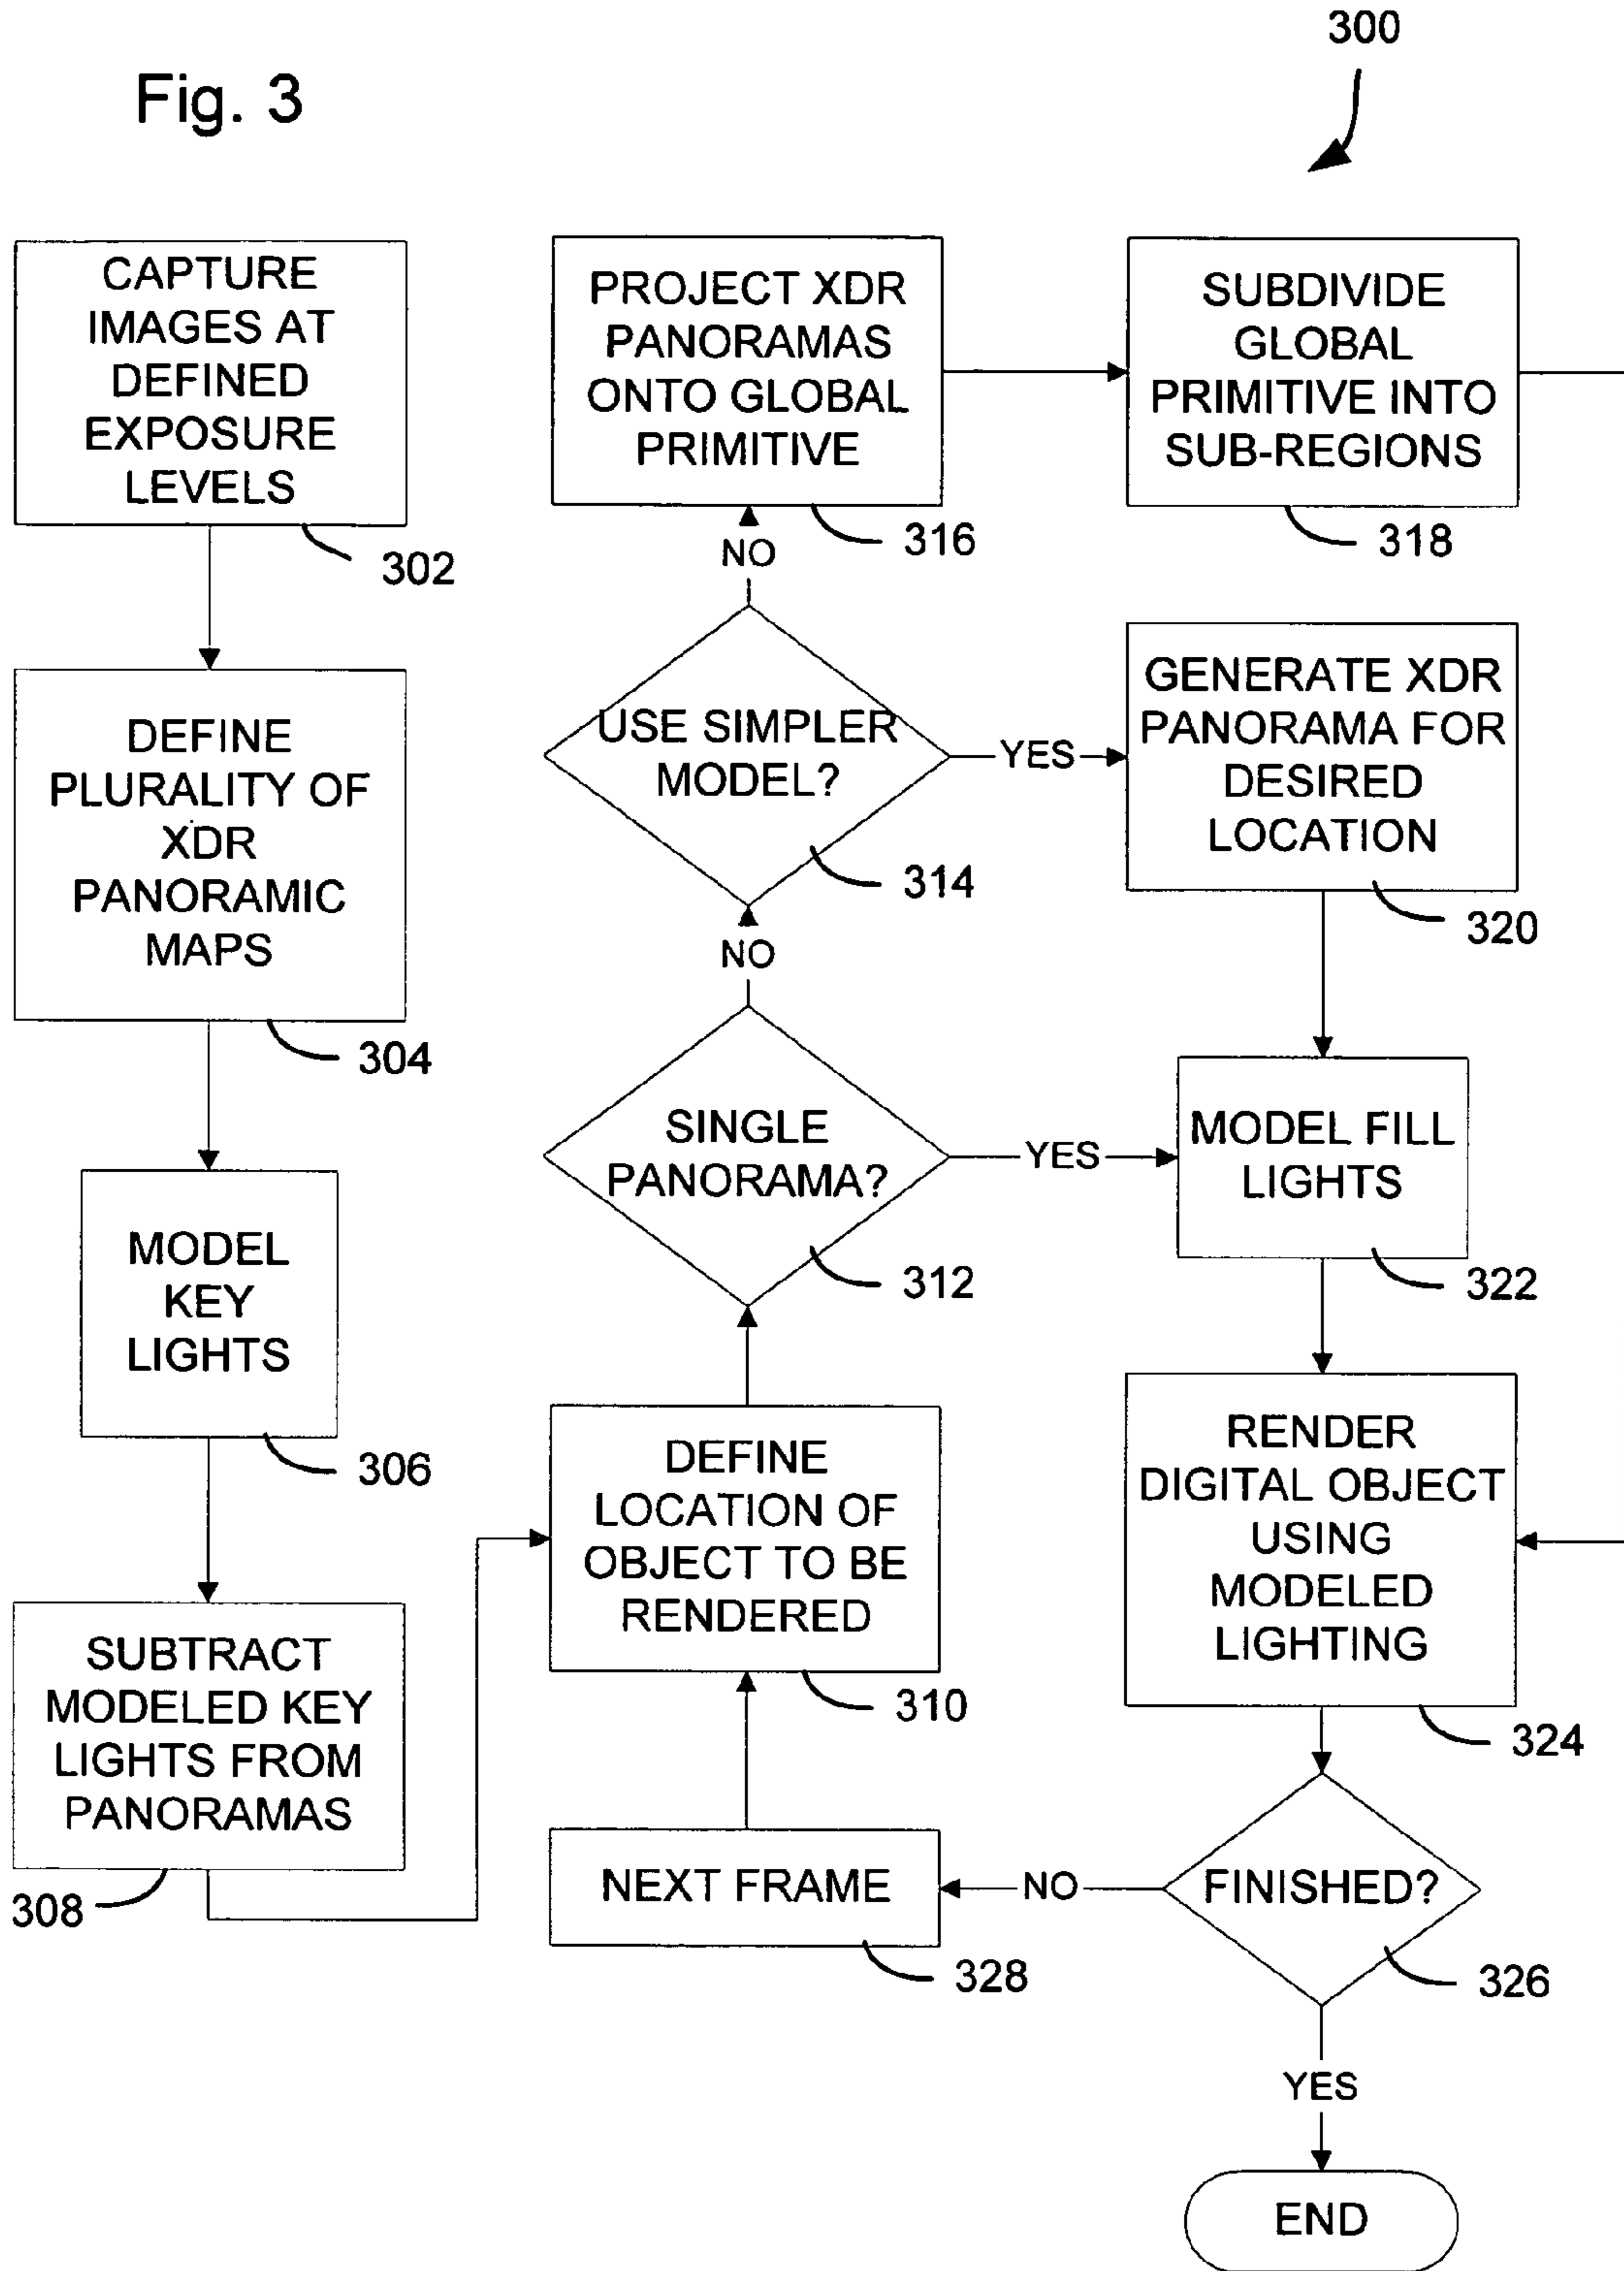 Fig. 3
300
CAPTURE
IMAGES AT
DEFINED
EXPOSURE
LEVELS
302
DEFINE
PLURALITY OF
XDR
PANORAMIC
MAPS
304
MODEL
KEY
LIGHTS
306
SUBTRACT
MODELED KEY
LIGHTS FROM
PANORAMAS
308
DEFINE
LOCATION OF
OBJECT TO BE
RENDERED
310
SINGLE
PANORAMA?
312
YES
NO
USE SIMPLER
MODEL?
314
YES
NO
PROJECT XDR
PANORAMAS
ONTO GLOBAL
PRIMITIVE
316
SUBDIVIDE
GLOBAL
PRIMITIVE INTO
SUB-REGIONS
318
GENERATE XDR
PANORAMA FOR
DESIRED
LOCATION
320
MODEL FILL
LIGHTS
322
RENDER
DIGITAL OBJECT
USING
MODELED
LIGHTING
324
FINISHED?
326
NO
NEXT FRAME
328
YES
END